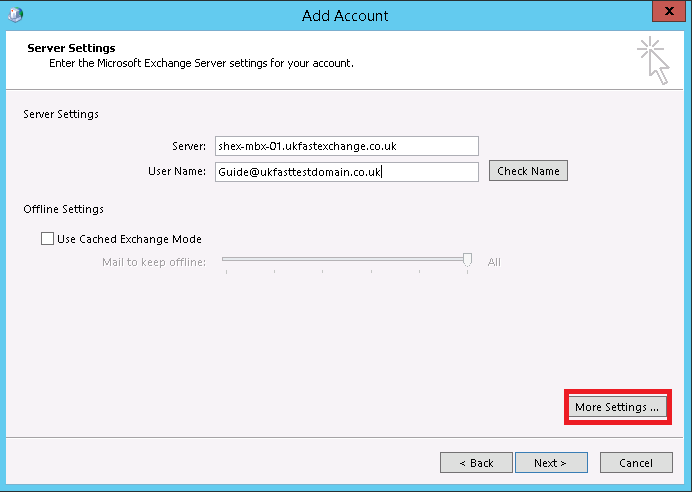 Add Account
x
Server Settings
Enter the Microsoft Exchange Server settings for your account.
Server Settings
Server: shex-mbx-01.ukfastexchange.co.uk
User Name: Guide@ukfasttestdomain.co.uk Check Name
Offline Settings
Use Cached Exchange Mode
Mail to keep offline: All
More Settings ...
< Back Next > Cancel